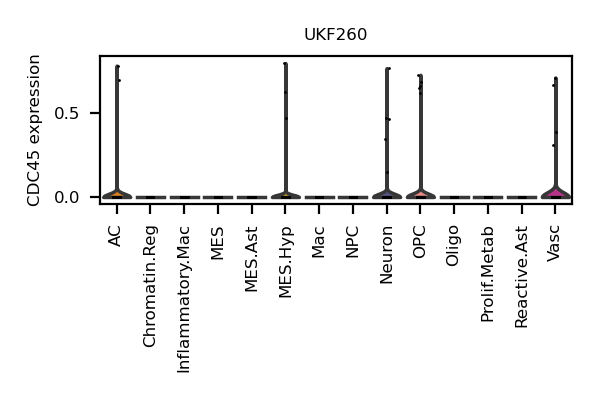 UKF260
CDC45 expression
0.5
0.0
AC
Chromatin.Reg
Inflammatory.Mac
MES
MES.Ast
MES.Hyp
Mac
NPC
Neuron
OPC
Oligo
Prolif.Metab
Reactive.Ast
Vasc